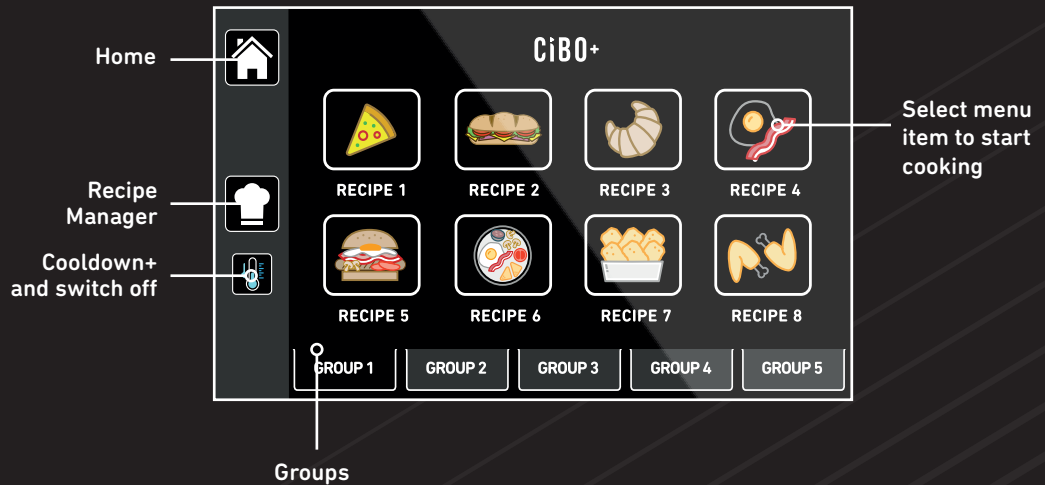 Home
CiBO+
Select menu
item to start
cooking
RECIPE 1
RECIPE 2
RECIPE 3
RECIPE 4
Recipe
Manager
Cooldown+
and switch off
RECIPE 5
RECIPE 6
RECIPE 7
RECIPE 8
GROUP 1
GROUP 2
GROUP 3
GROUP 4
GROUP 5
Groups